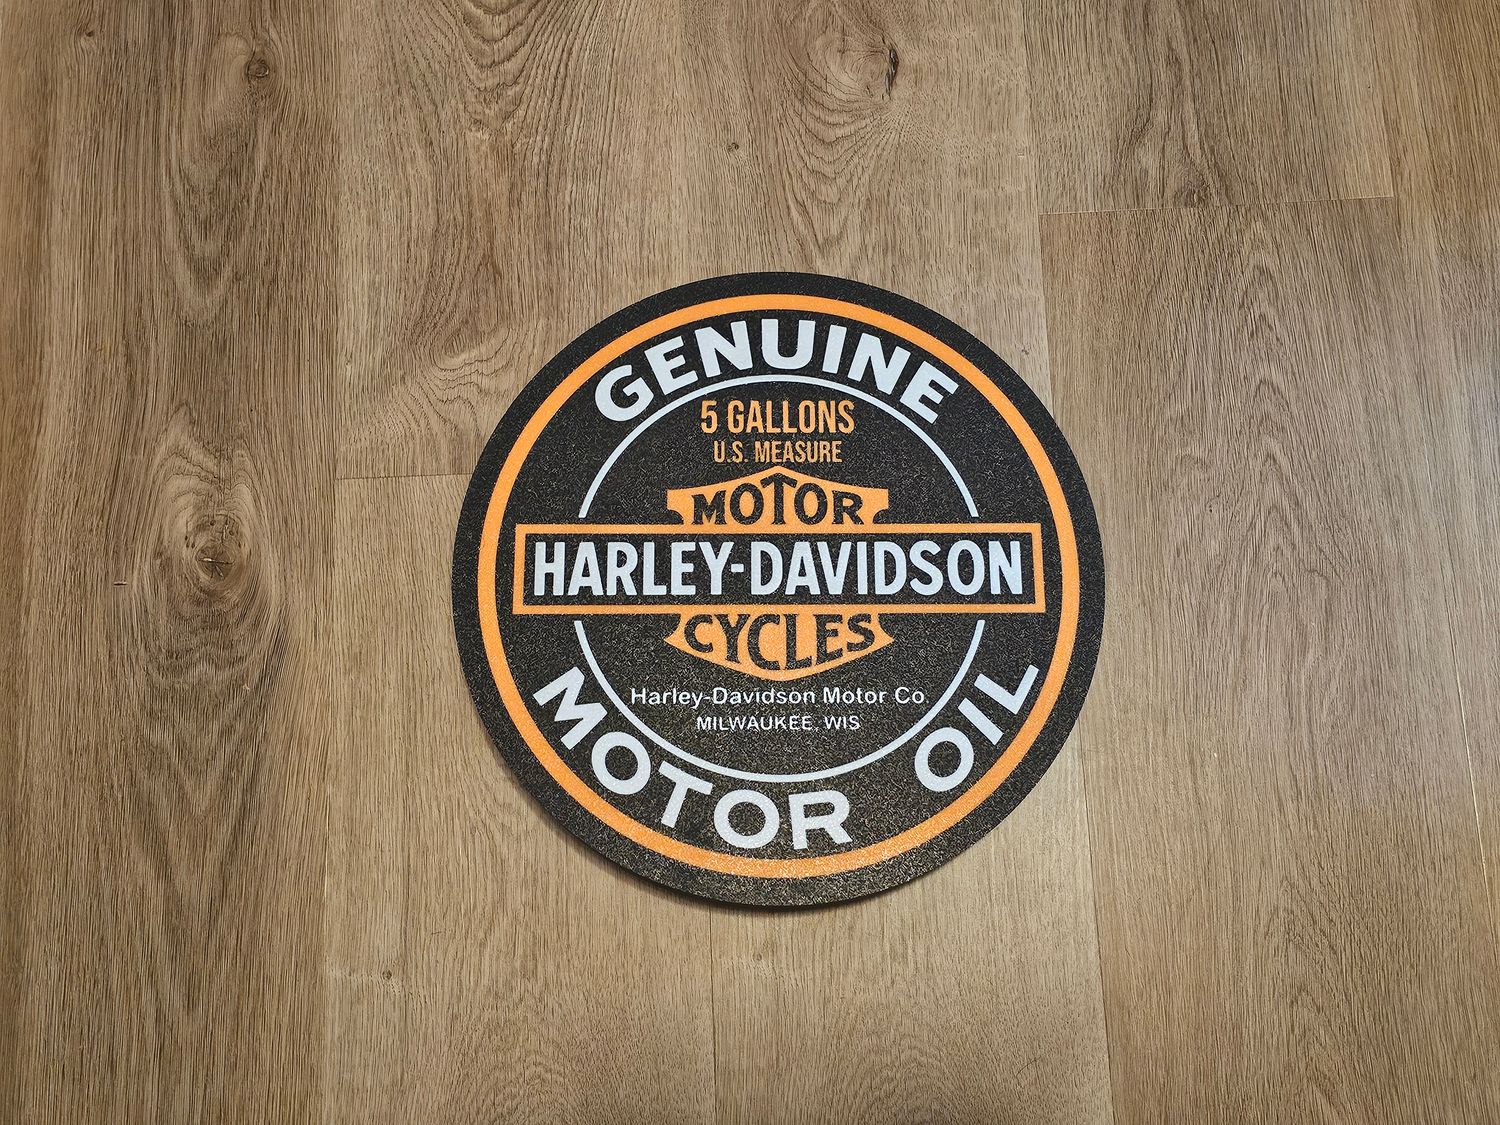 GENUINE
5 GALLONS
U.S. MEASURE
MOTOR
HARLEY-DAVIDSON
CYCLES
Harley-Davidson Motor Co
MILWAUKEE, WIS
MOTOR OIL